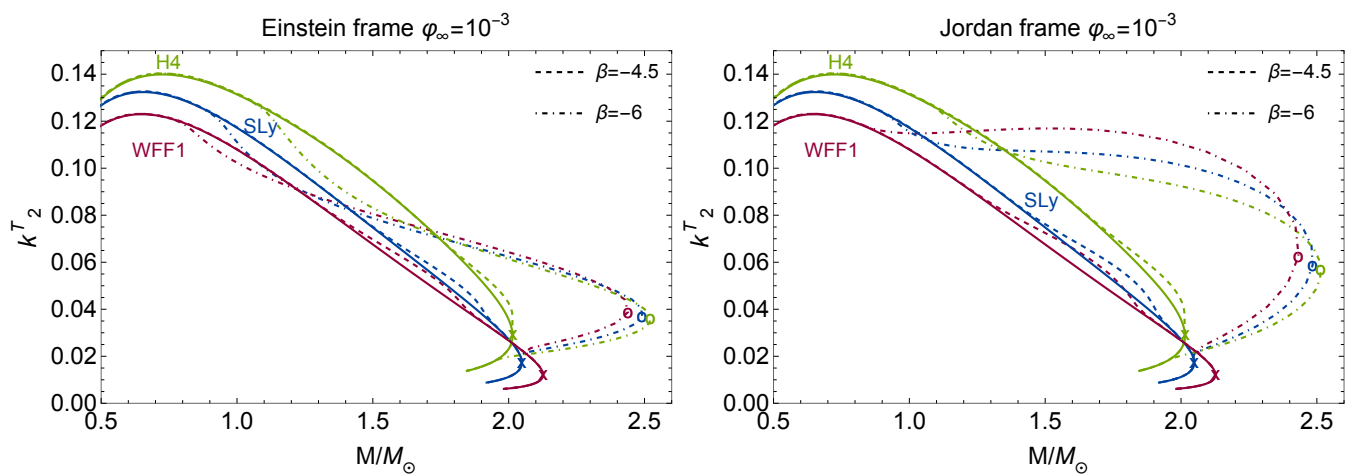 Einstein frame φ∞=10⁻³
H4
SLy
WFF1
β=−4.5
β=−6
k^T_2
0.14
0.12
0.10
0.08
0.06
0.04
0.02
0.00
0.5 1.0 1.5 2.0 2.5
M/M⊙
Jordan frame φ∞=10⁻³
H4
WFF1
SLy
β=−4.5
β=−6
k^T_2
0.14
0.12
0.10
0.08
0.06
0.04
0.02
0.00
0.5 1.0 1.5 2.0 2.5
M/M⊙